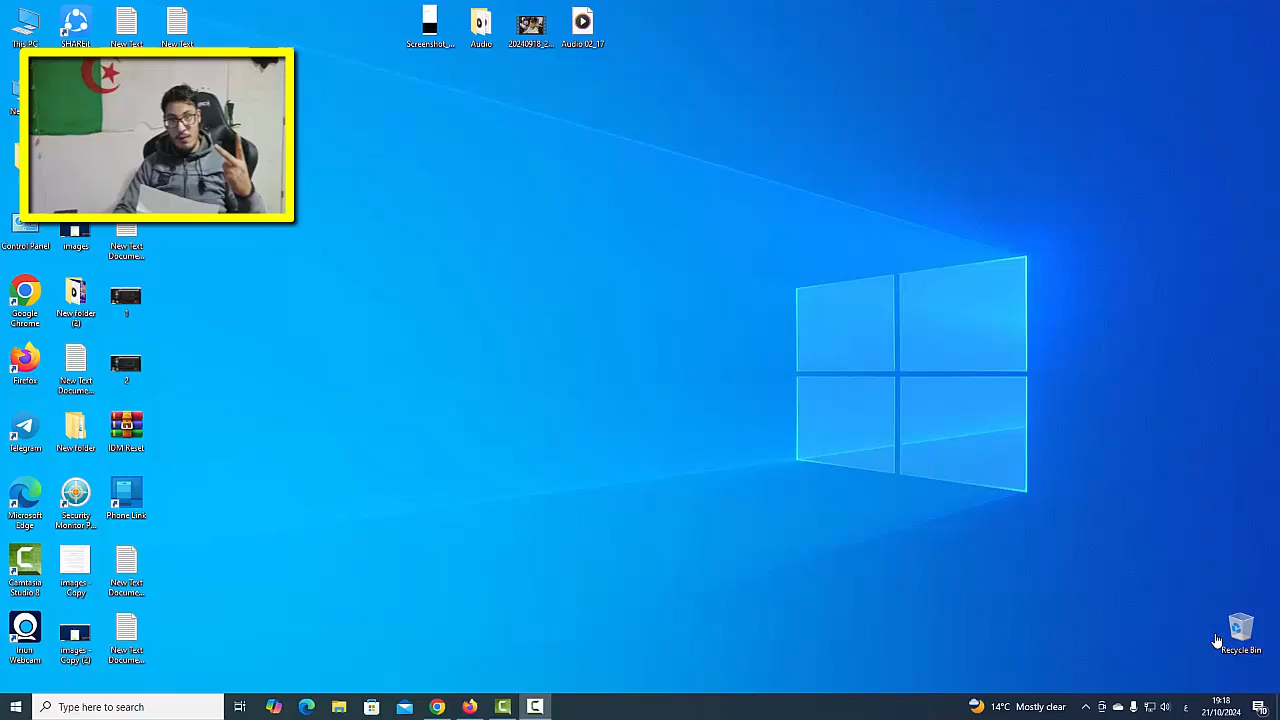 This PC
SHAREit
New Text
New Text
Screenshot_...
Audio
20240918_2...
Audio 02_17
Control Panel
images
New Text
Docume...
Google
Chrome
New folder
(2)
1
Firefox
New Text
Docume...
2
Telegram
New folder
IDM Reset
Microsoft
Edge
Security
Monitor P...
Phone Link
Camtasia
Studio 8
images -
Copy
New Text
Docume...
Iriun
Webcam
images -
Copy (2)
New Text
Docume...
Recycle Bin
Type here to search
14°C Mostly clear
ع
19:18
21/10/2024